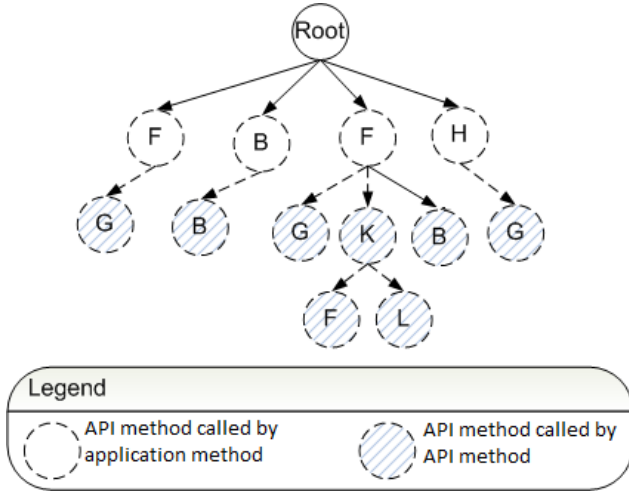 Root
F B F H
G B G K B G
F L
Legend
API method called by
application method
API method called by
API method